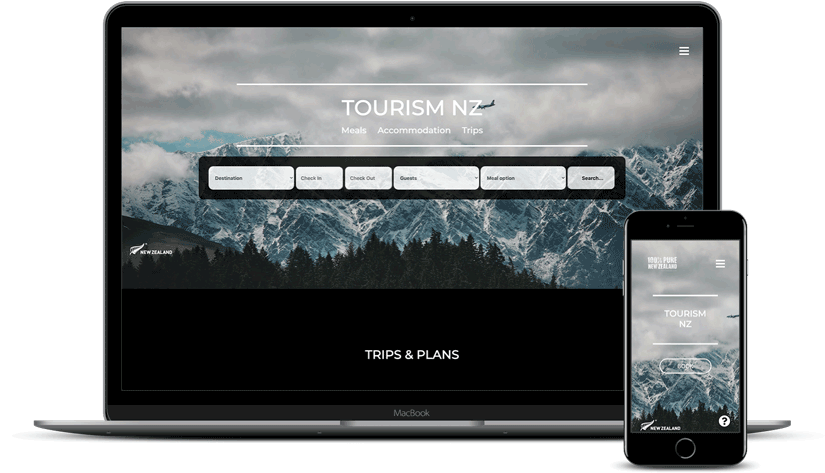 TOURISM NZ
Meals Accommodation Trips
Destination Check In Check Out Guests Meal option Search...
NEW ZEALAND
TRIPS & PLANS
MacBook
100% PURE
NEW ZEALAND
TOURISM
NZ
BOOK
?
NEW ZEALAND